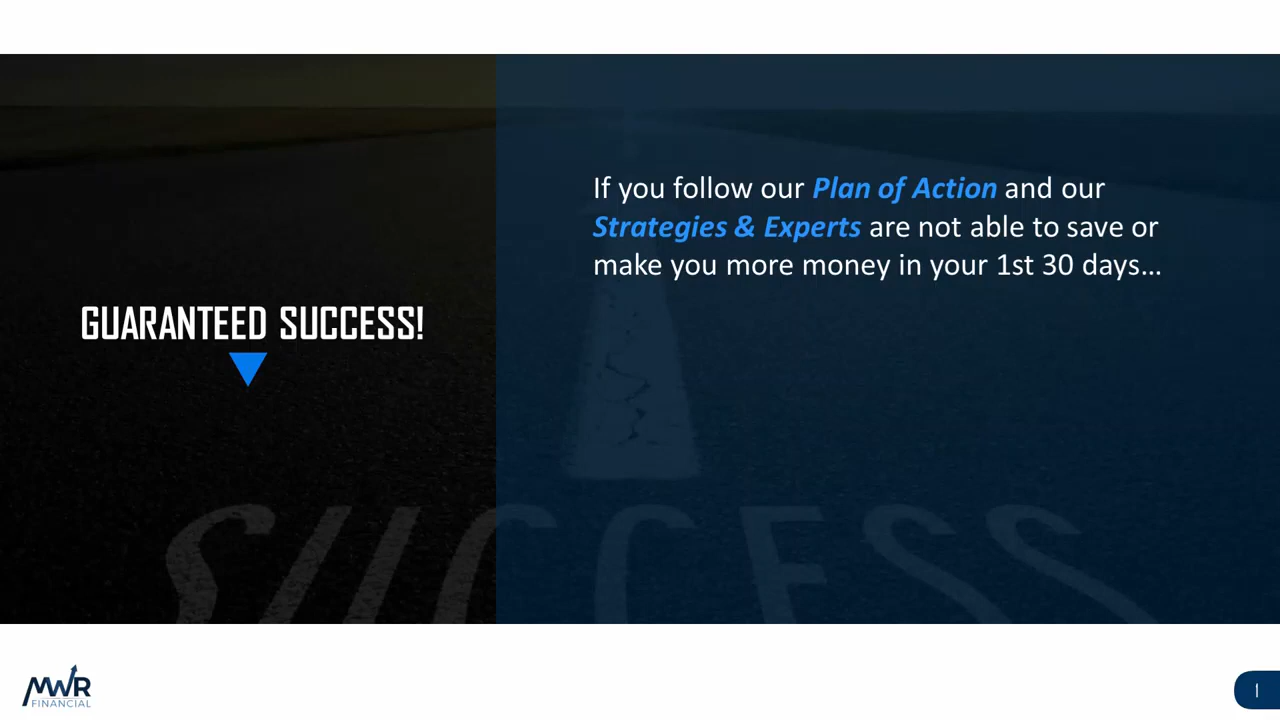 GUARANTEED SUCCESS!
If you follow our Plan of Action and our
Strategies & Experts are not able to save or
make you more money in your 1st 30 days…
SUCCESS
MWR
FINANCIAL